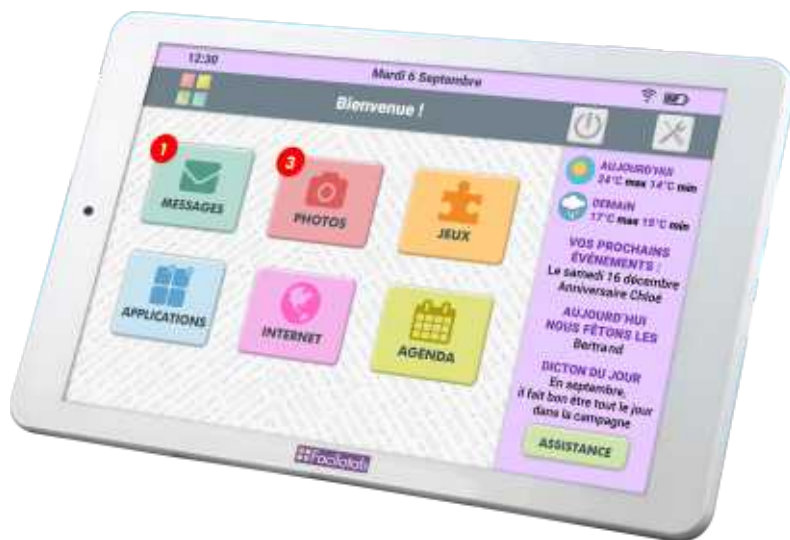 12:30
Mardi 6 Septembre
Bienvenue !
1
MESSAGES
3
PHOTOS
JEUX
APPLICATIONS
INTERNET
AGENDA
AUJOURD'HUI
24°C max 14°C min
DEMAIN
17°C max 15°C min
VOS PROCHAINS
ÉVÉNEMENTS :
Le samedi 16 décembre
Anniversaire Chloé
AUJOURD'HUI
NOUS FÊTONS LES
Bertrand
DICTON DU JOUR
En septembre,
il fait bon être tout le jour
dans la campagne
ASSISTANCE
Facilotab